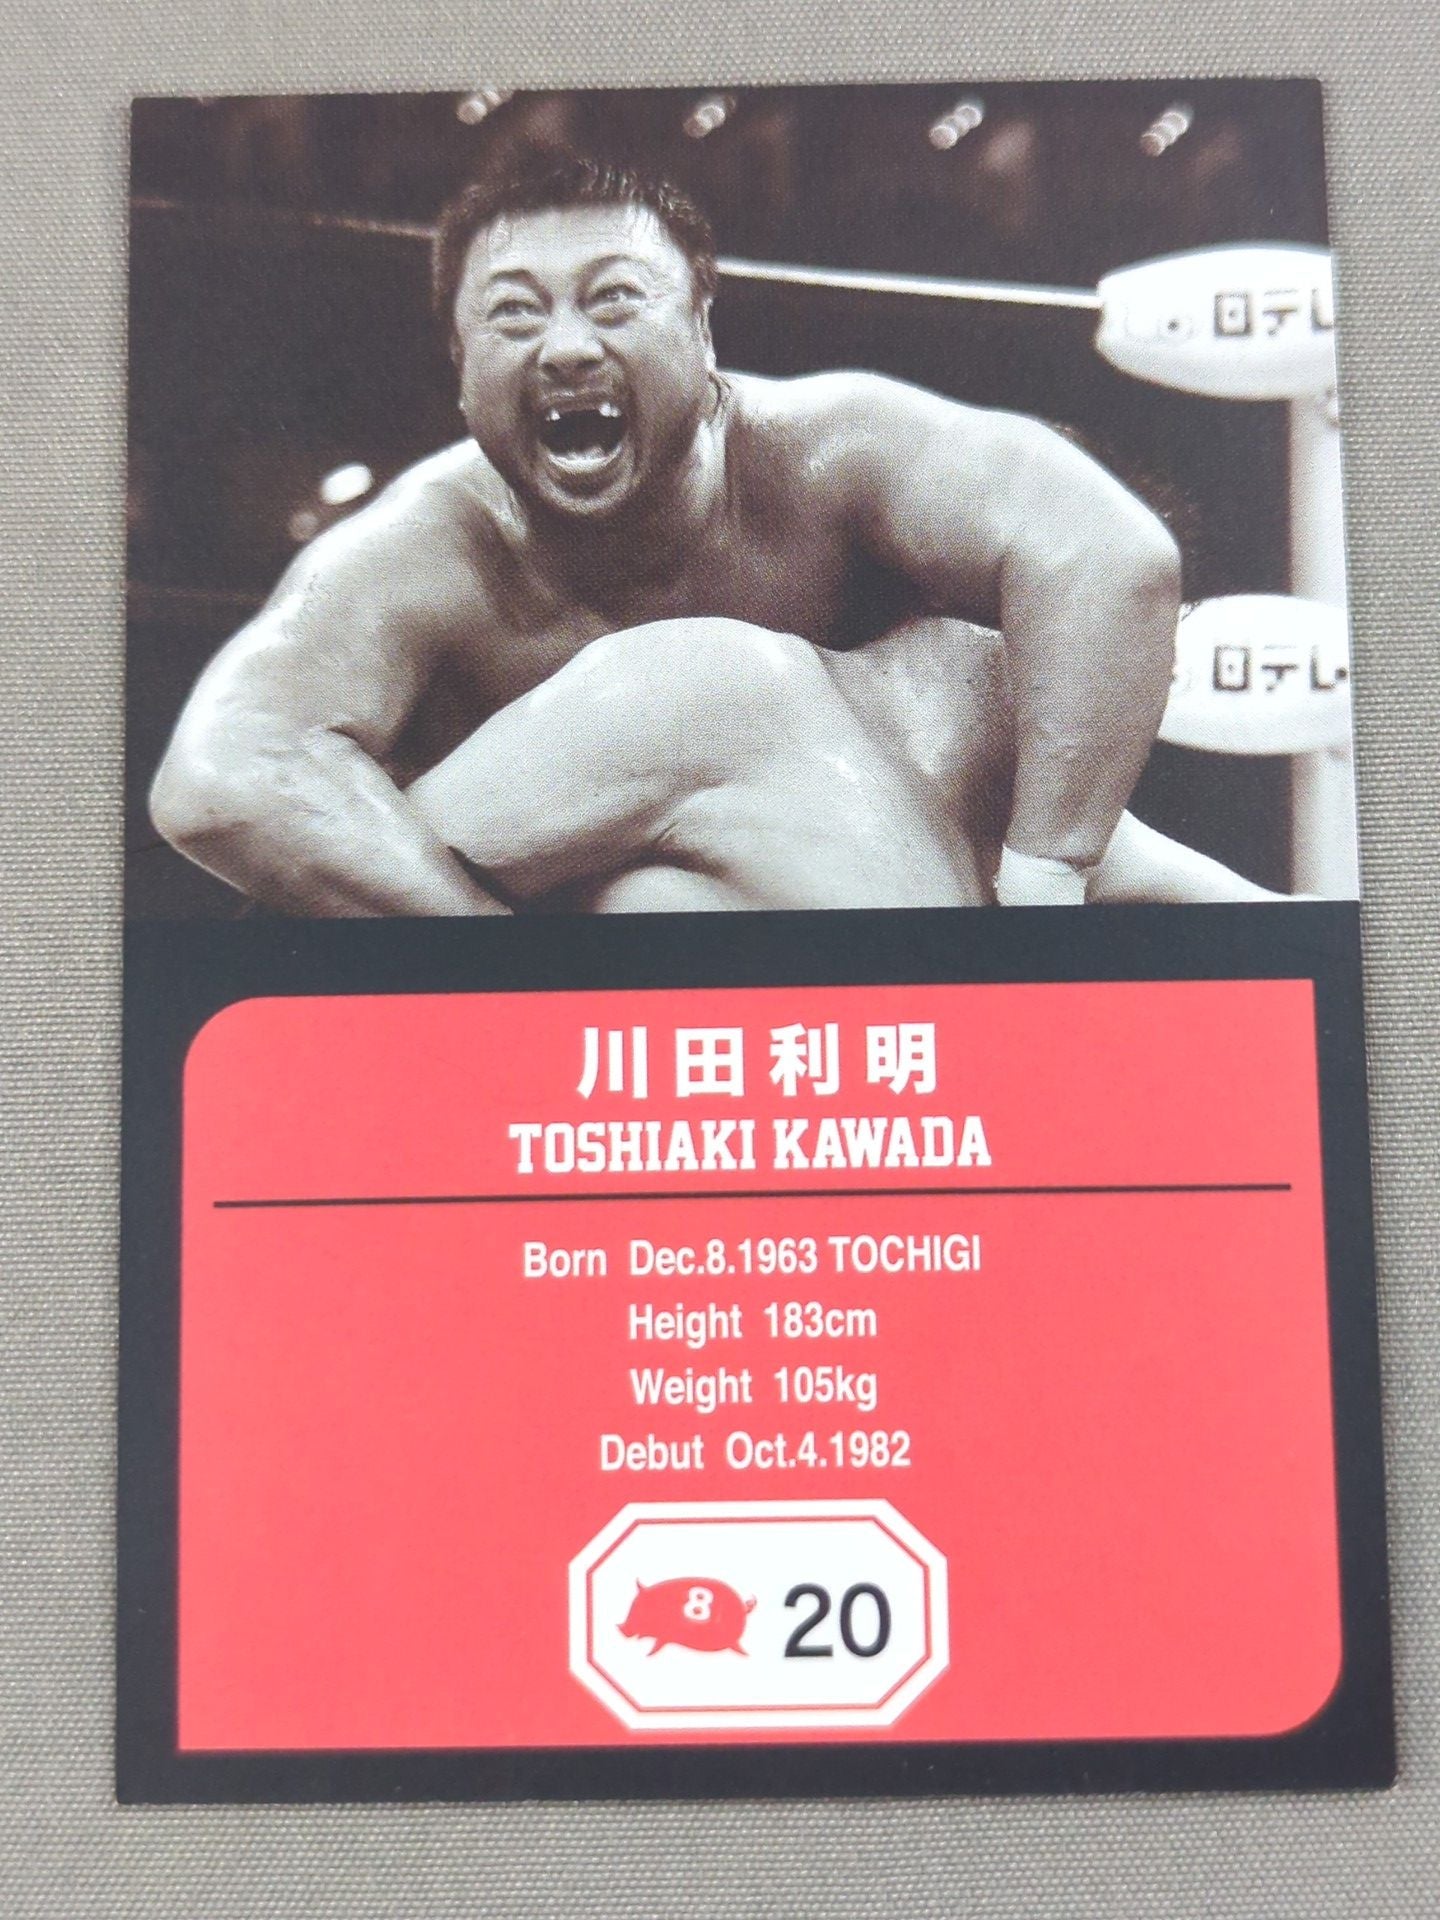 日テレ
日テレ
川田利明
TOSHIAKI KAWADA
Born Dec.8.1963 TOCHIGI
Height 183cm
Weight 105kg
Debut Oct.4.1982
8 20